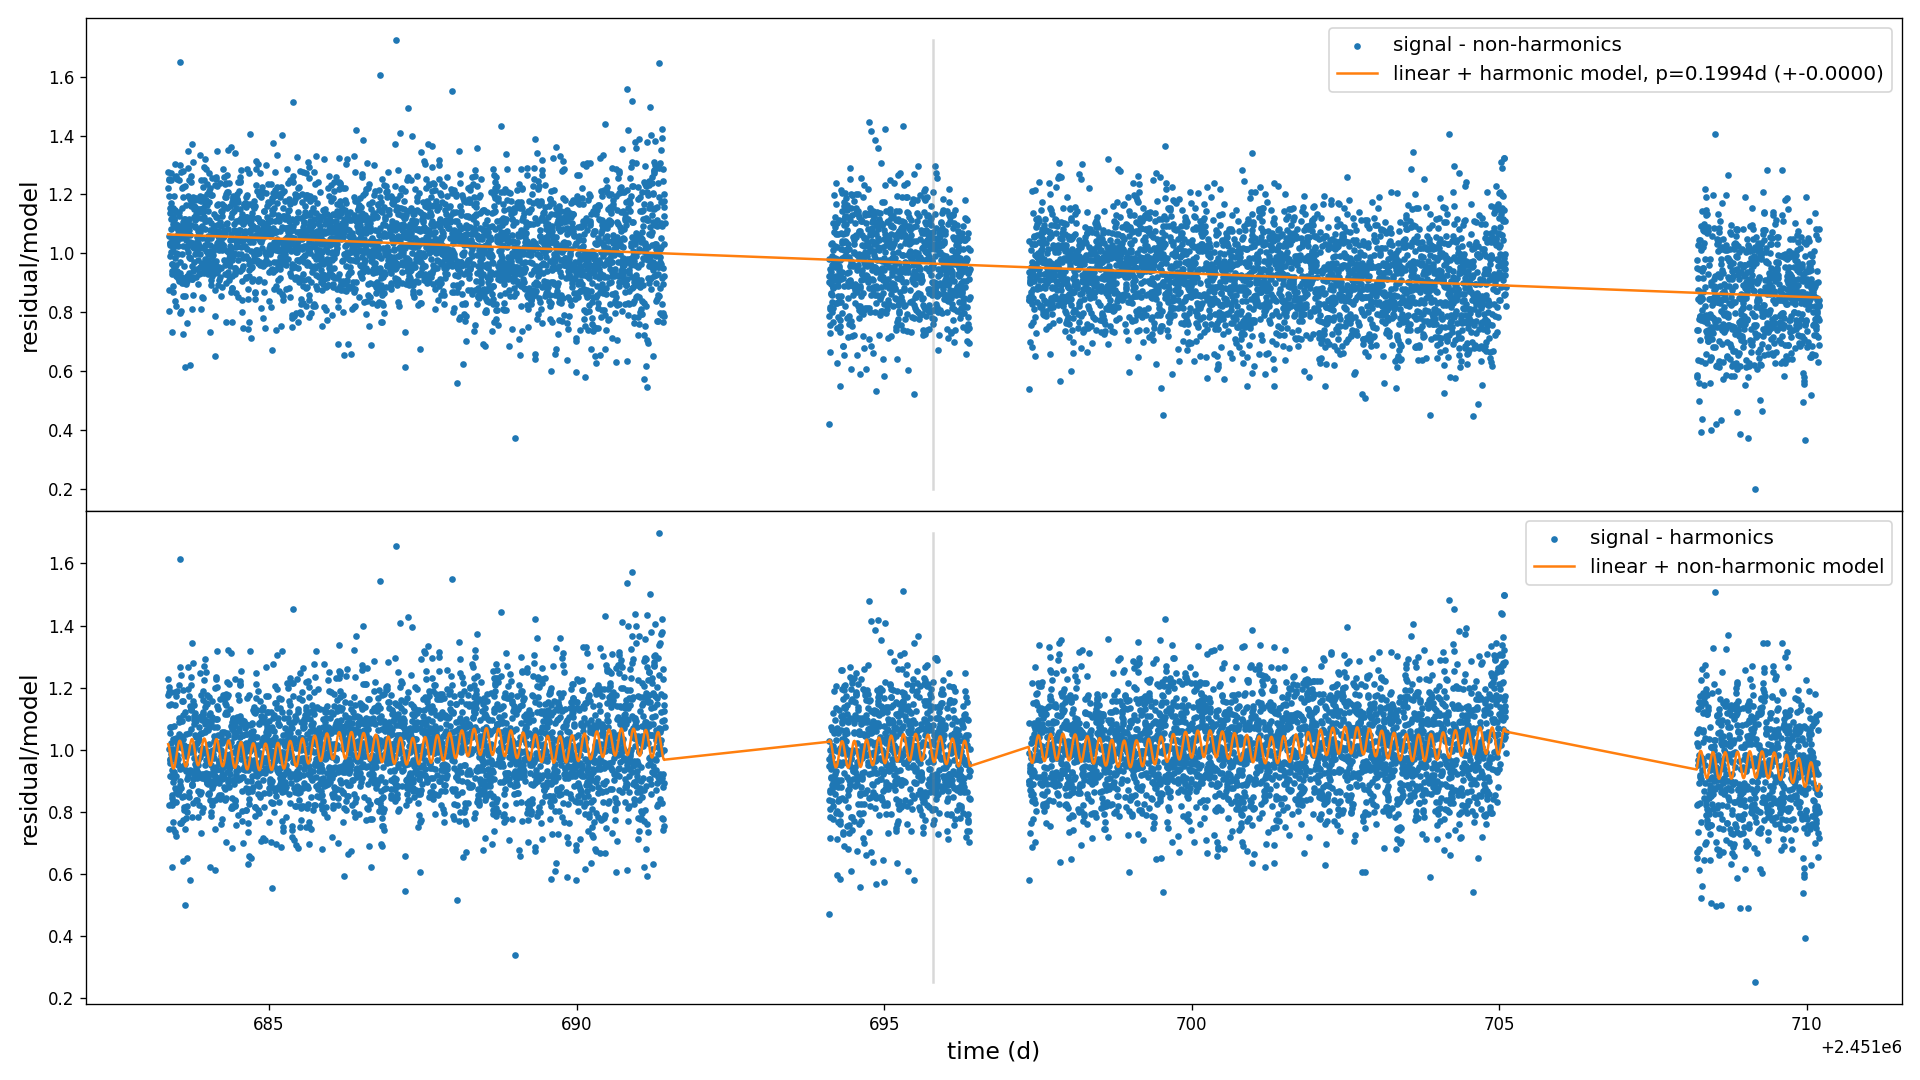 signal - non-harmonics
linear + harmonic model, p=0.1994d (+-0.0000)
residual/model
1.6
1.4
1.2
1.0
0.8
0.6
0.4
0.2
signal - harmonics
linear + non-harmonic model
residual/model
1.6
1.4
1.2
1.0
0.8
0.6
0.4
0.2
685 690 695 700 705 710
time (d)
+2.451e6